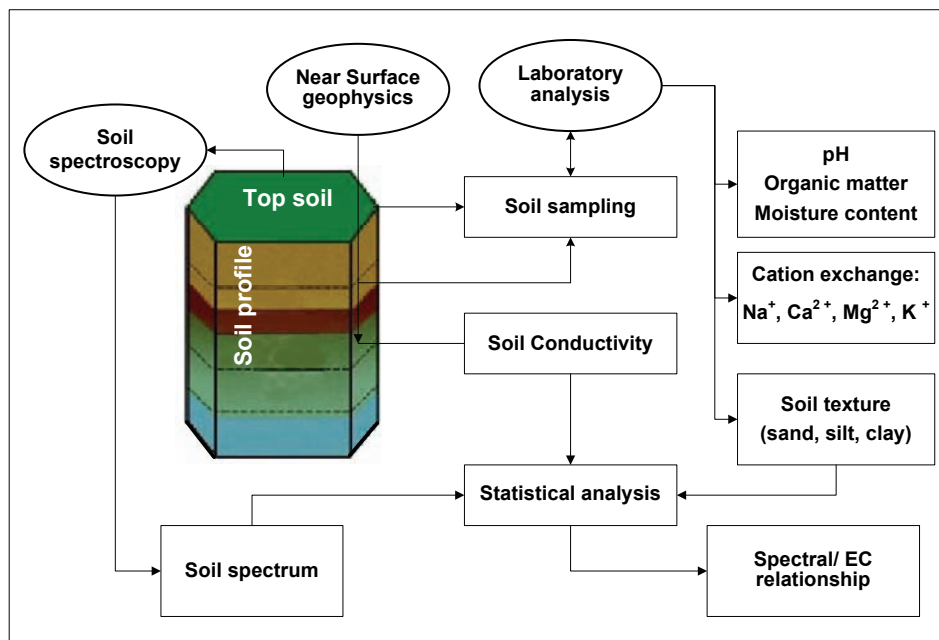 Near Surface
geophysics
Laboratory
analysis
Soil
spectroscopy
Top soil
Soil profile
Soil sampling
pH
Organic matter
Moisture content
Cation exchange:
Na⁺, Ca²⁺, Mg²⁺, K⁺
Soil Conductivity
Soil texture
(sand, silt, clay)
Statistical analysis
Soil spectrum
Spectral/ EC
relationship